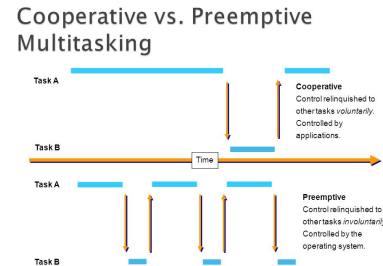 Cooperative vs. Preemptive
Multitasking
Task A
Cooperative
Control relinquished to
other tasks voluntarily.
Controlled by
applications.
Task B
Time
Task A
Preemptive
Control relinquished to
other tasks involuntarily
Controlled by the
operating system.
Task B